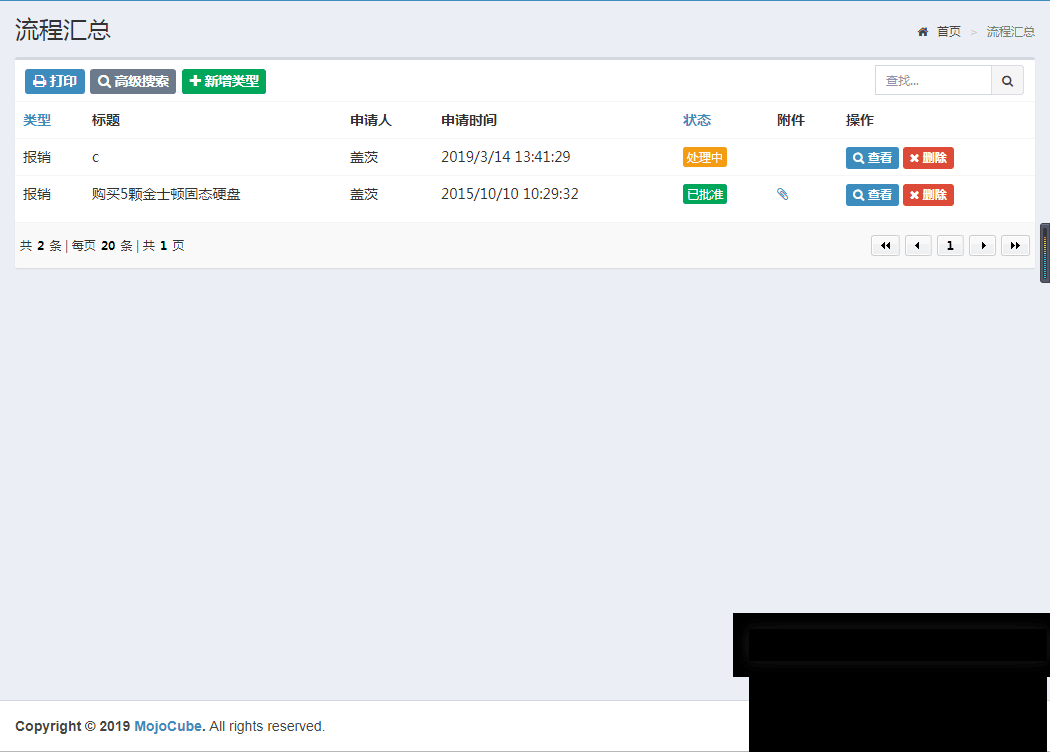 流程汇总
首页 > 流程汇总
打印 高级搜索 新增类型 查找...
类型 标题 申请人 申请时间 状态 附件 操作
报销 c 盖茨 2019/3/14 13:41:29 处理中 查看 删除
报销 购买5颗金士顿固态硬盘 盖茨 2015/10/10 10:29:32 已批准 查看 删除
共 2 条 | 每页 20 条 | 共 1 页 1
Copyright © 2019 MojoCube. All rights reserved.